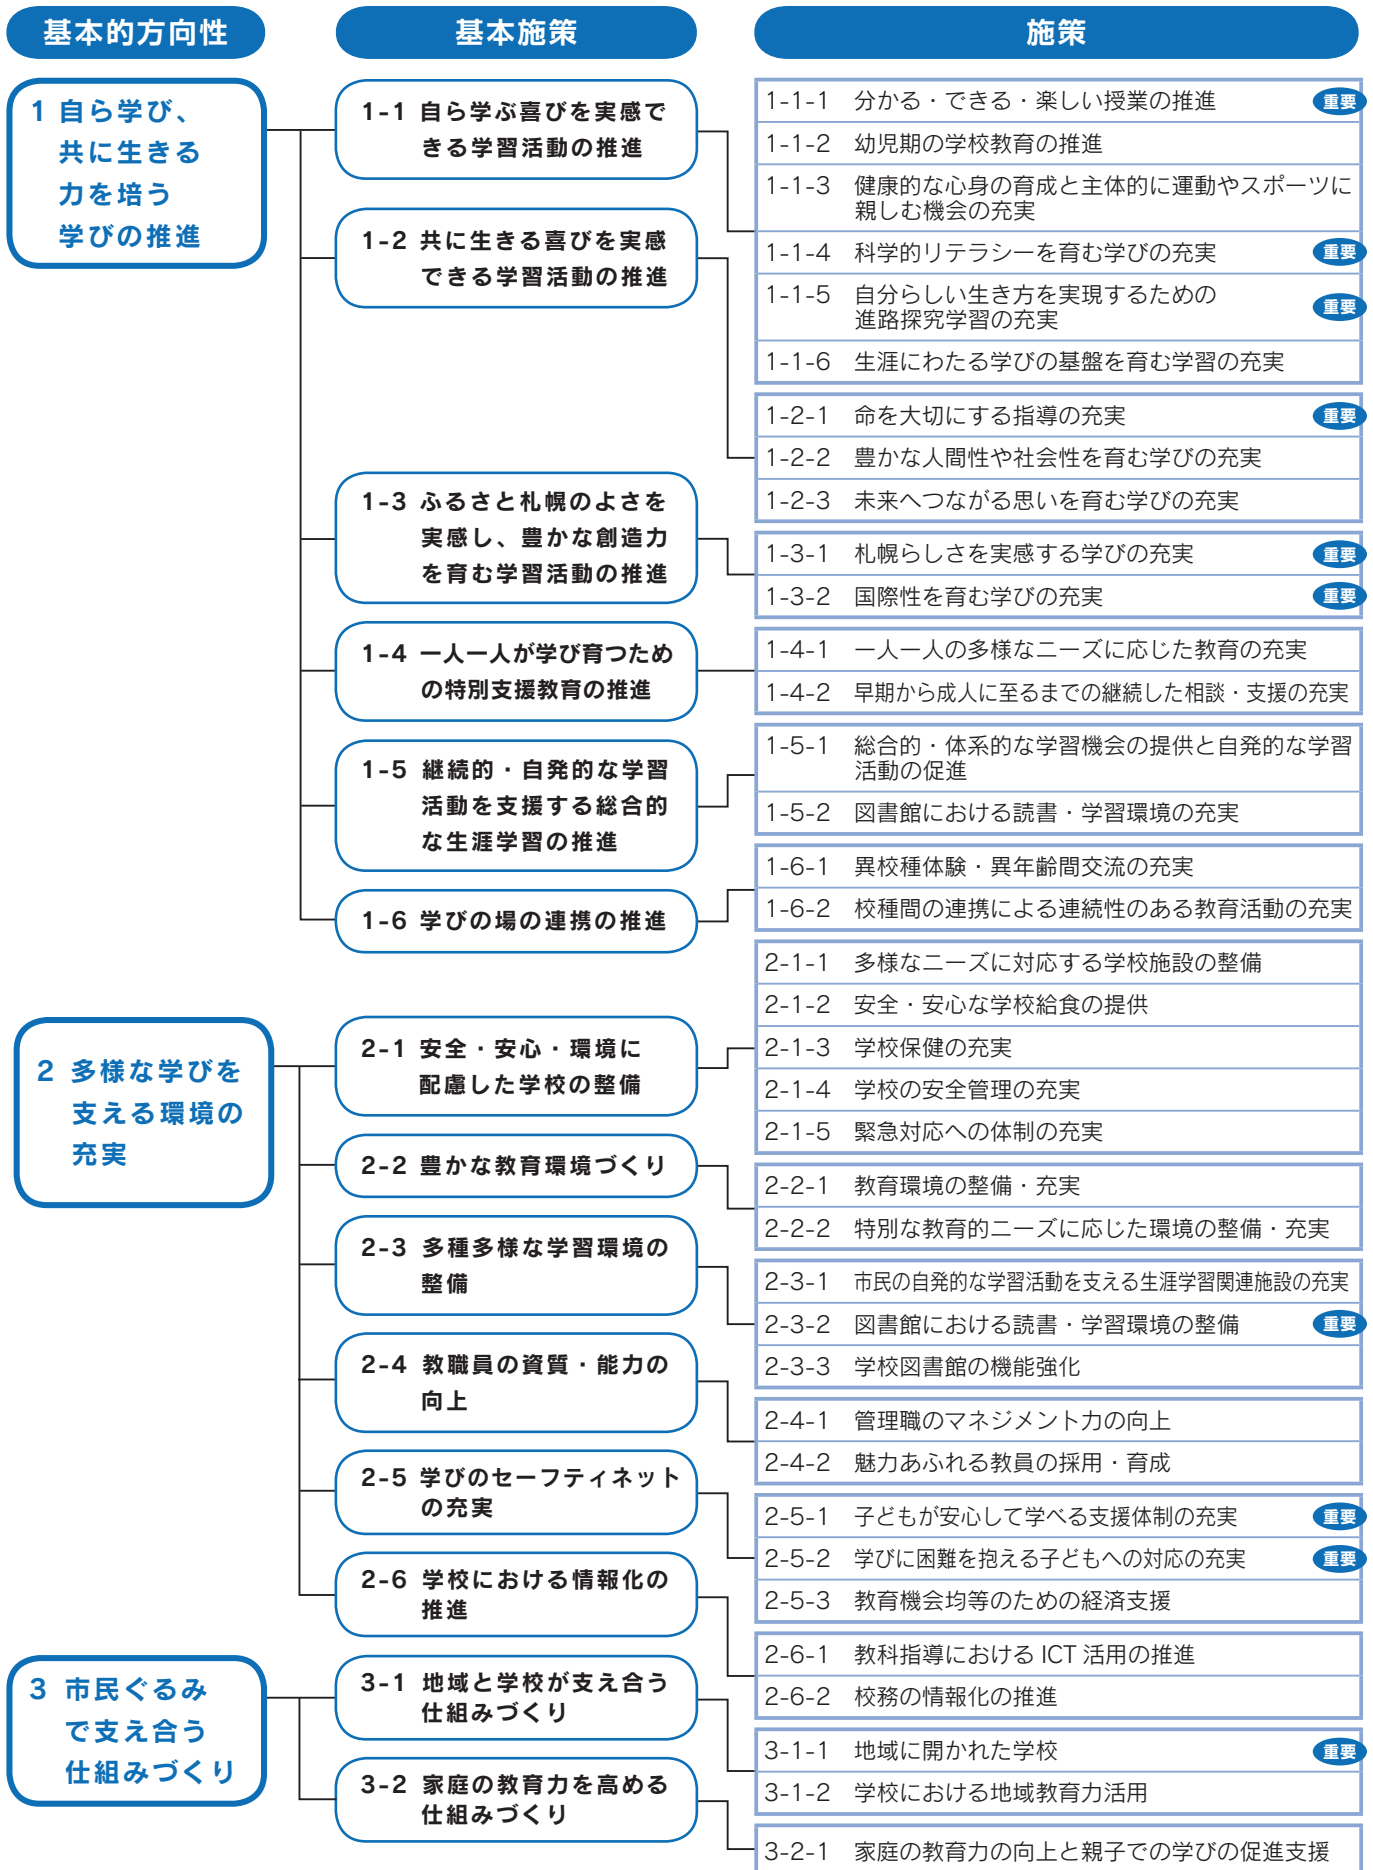 基本的方向性
基本施策
施策
1 自ら学び、
共に生きる
力を培う
学びの推進
1-1 自ら学ぶ喜びを実感で
きる学習活動の推進
1-1-1 分かる・できる・楽しい授業の推進 重要
1-1-2 幼児期の学校教育の推進
1-1-3 健康的な心身の育成と主体的に運動やスポーツに
親しむ機会の充実
1-1-4 科学的リテラシーを育む学びの充実 重要
1-1-5 自分らしい生き方を実現するための
進路探究学習の充実 重要
1-1-6 生涯にわたる学びの基盤を育む学習の充実
1-2 共に生きる喜びを実感
できる学習活動の推進
1-2-1 命を大切にする指導の充実 重要
1-2-2 豊かな人間性や社会性を育む学びの充実
1-2-3 未来へつながる思いを育む学びの充実
1-3 ふるさと札幌のよさを
実感し、豊かな創造力
を育む学習活動の推進
1-3-1 札幌らしさを実感する学びの充実 重要
1-3-2 国際性を育む学びの充実 重要
1-4 一人一人が学び育つため
の特別支援教育の推進
1-4-1 一人一人の多様なニーズに応じた教育の充実
1-4-2 早期から成人に至るまでの継続した相談・支援の充実
1-5 継続的・自発的な学習
活動を支援する総合的
な生涯学習の推進
1-5-1 総合的・体系的な学習機会の提供と自発的な学習
活動の促進
1-5-2 図書館における読書・学習環境の充実
1-6 学びの場の連携の推進
1-6-1 異校種体験・異年齢間交流の充実
1-6-2 校種間の連携による連続性のある教育活動の充実
2 多様な学びを
支える環境の
充実
2-1 安全・安心・環境に
配慮した学校の整備
2-1-1 多様なニーズに対応する学校施設の整備
2-1-2 安全・安心な学校給食の提供
2-1-3 学校保健の充実
2-1-4 学校の安全管理の充実
2-1-5 緊急対応への体制の充実
2-2 豊かな教育環境づくり
2-2-1 教育環境の整備・充実
2-2-2 特別な教育的ニーズに応じた環境の整備・充実
2-3 多種多様な学習環境の
整備
2-3-1 市民の自発的な学習活動を支える生涯学習関連施設の充実
2-3-2 図書館における読書・学習環境の整備 重要
2-3-3 学校図書館の機能強化
2-4 教職員の資質・能力の
向上
2-4-1 管理職のマネジメント力の向上
2-4-2 魅力あふれる教員の採用・育成
2-5 学びのセーフティネット
の充実
2-5-1 子どもが安心して学べる支援体制の充実 重要
2-5-2 学びに困難を抱える子どもへの対応の充実 重要
2-5-3 教育機会均等のための経済支援
2-6 学校における情報化の
推進
2-6-1 教科指導における ICT 活用の推進
2-6-2 校務の情報化の推進
3 市民ぐるみ
で支え合う
仕組みづくり
3-1 地域と学校が支え合う
仕組みづくり
3-1-1 地域に開かれた学校 重要
3-1-2 学校における地域教育力活用
3-2 家庭の教育力を高める
仕組みづくり
3-2-1 家庭の教育力の向上と親子での学びの促進支援